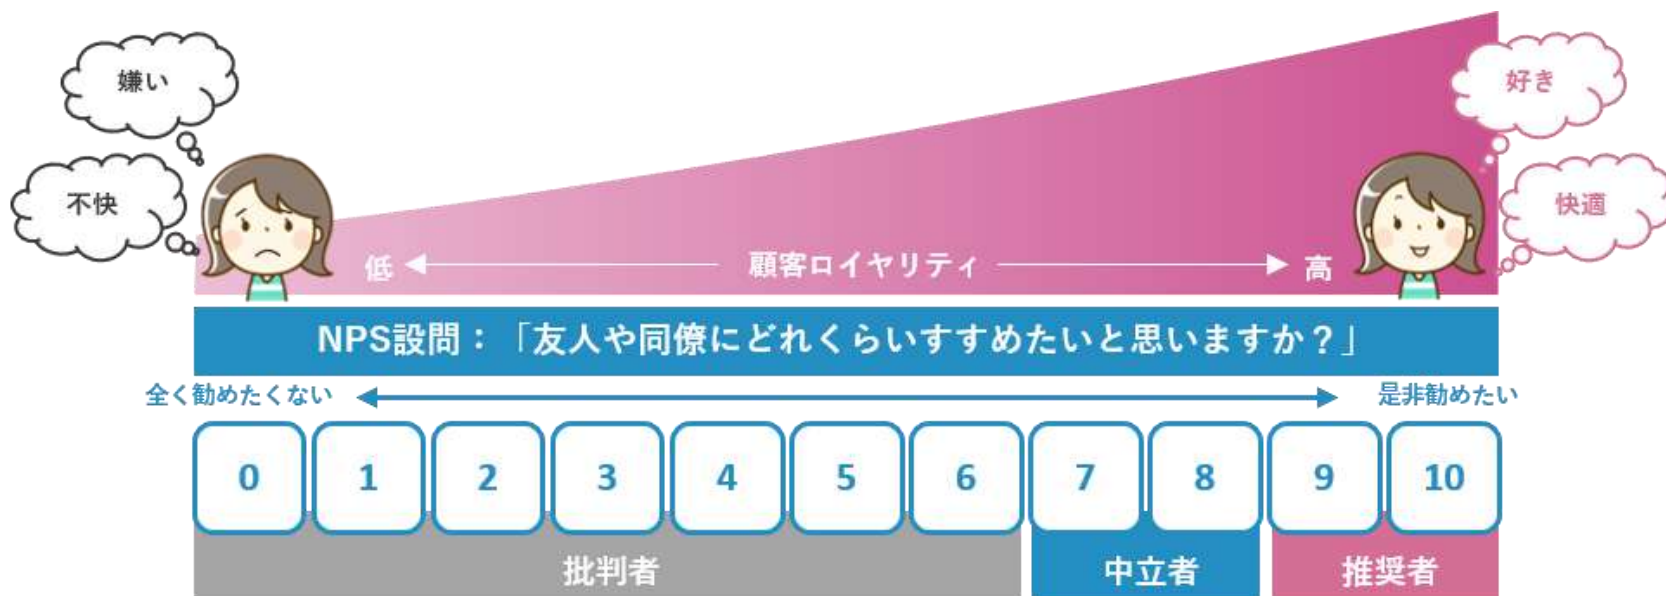 嫌い
不快
好き
快適
低
顧客ロイヤリティ
高
NPS設問：「友人や同僚にどれくらいすすめたいと思いますか？」
全く勧めたくない
是非勧めたい
0 1 2 3 4 5 6 7 8 9 10
批判者
中立者
推奨者